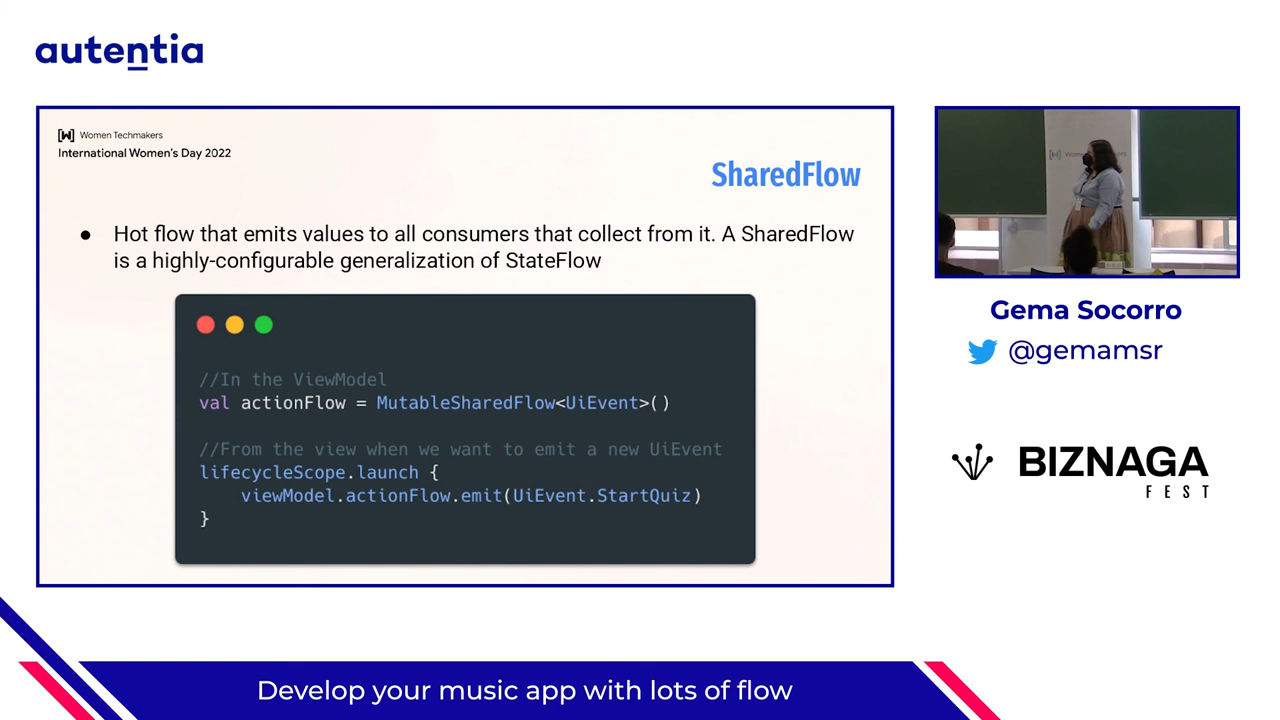 autentia
[W] Women Techmakers
International Women's Day 2022
SharedFlow
● Hot flow that emits values to all consumers that collect from it. A SharedFlow
is a highly-configurable generalization of StateFlow
//In the ViewModel
val actionFlow = MutableSharedFlow<UiEvent>()
//From the view when we want to emit a new UiEvent
lifecycleScope.launch {
    viewModel.actionFlow.emit(UiEvent.StartQuiz)
}
Gema Socorro
@gemamsr
BIZNAGA
FEST
Develop your music app with lots of flow